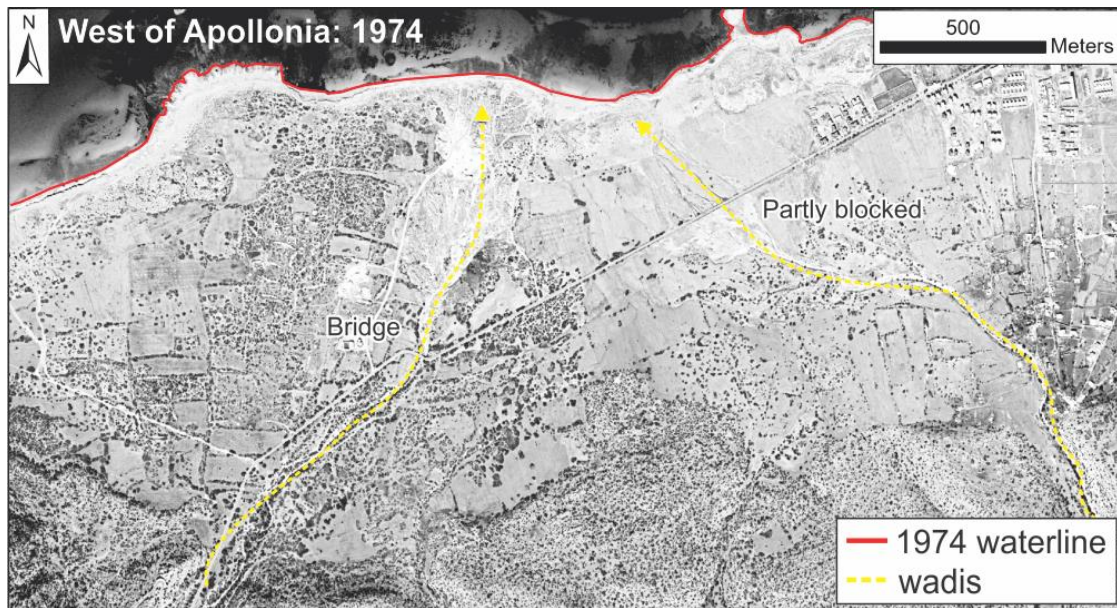 N
West of Apollonia: 1974
500
Meters
Partly blocked
Bridge
1974 waterline
wadis